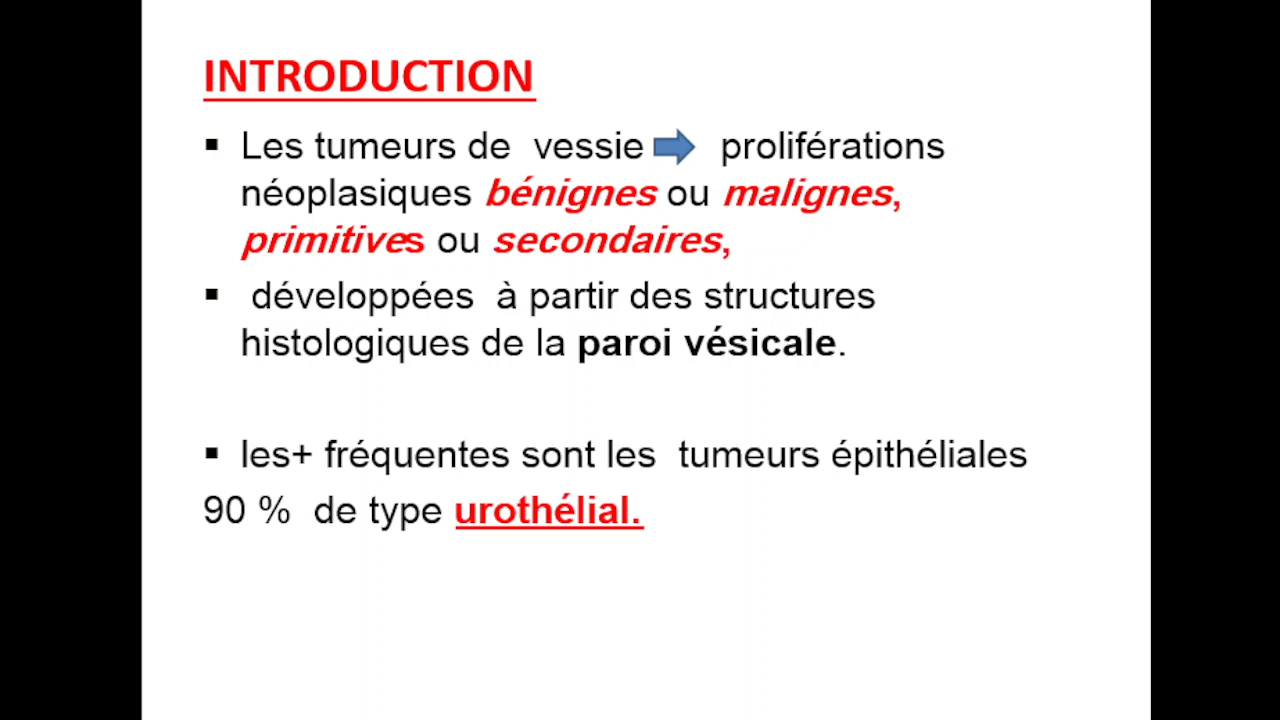 INTRODUCTION
▪ Les tumeurs de vessie ➡ proliférations
néoplasiques bénignes ou malignes,
primitives ou secondaires,
▪ développées à partir des structures
histologiques de la paroi vésicale.
▪ les+ fréquentes sont les tumeurs épithéliales
90 % de type urothélial.